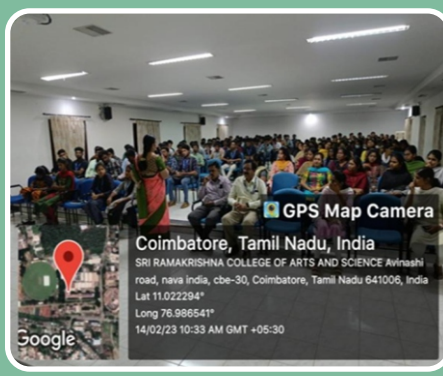 GPS Map Camera
Coimbatore, Tamil Nadu, India
SRI RAMAKRISHNA COLLEGE OF ARTS AND SCIENCE Avinashi
road, nava india, cbe-30, Coimbatore, Tamil Nadu 641006, India
Lat 11.022294°
Long 76.986541°
14/02/23 10:33 AM GMT +05:30
Google